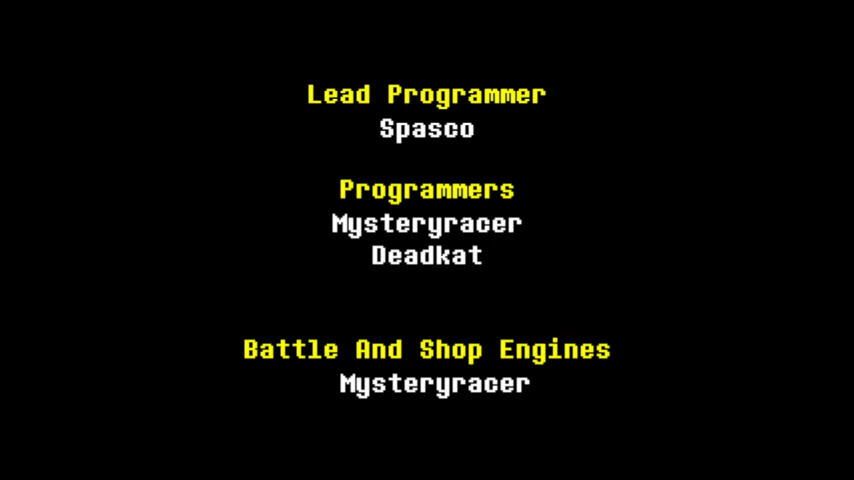 Lead Programmer
Spasco
Programmers
Mysteryracer
Deadkat
Battle And Shop Engines
Mysteryracer